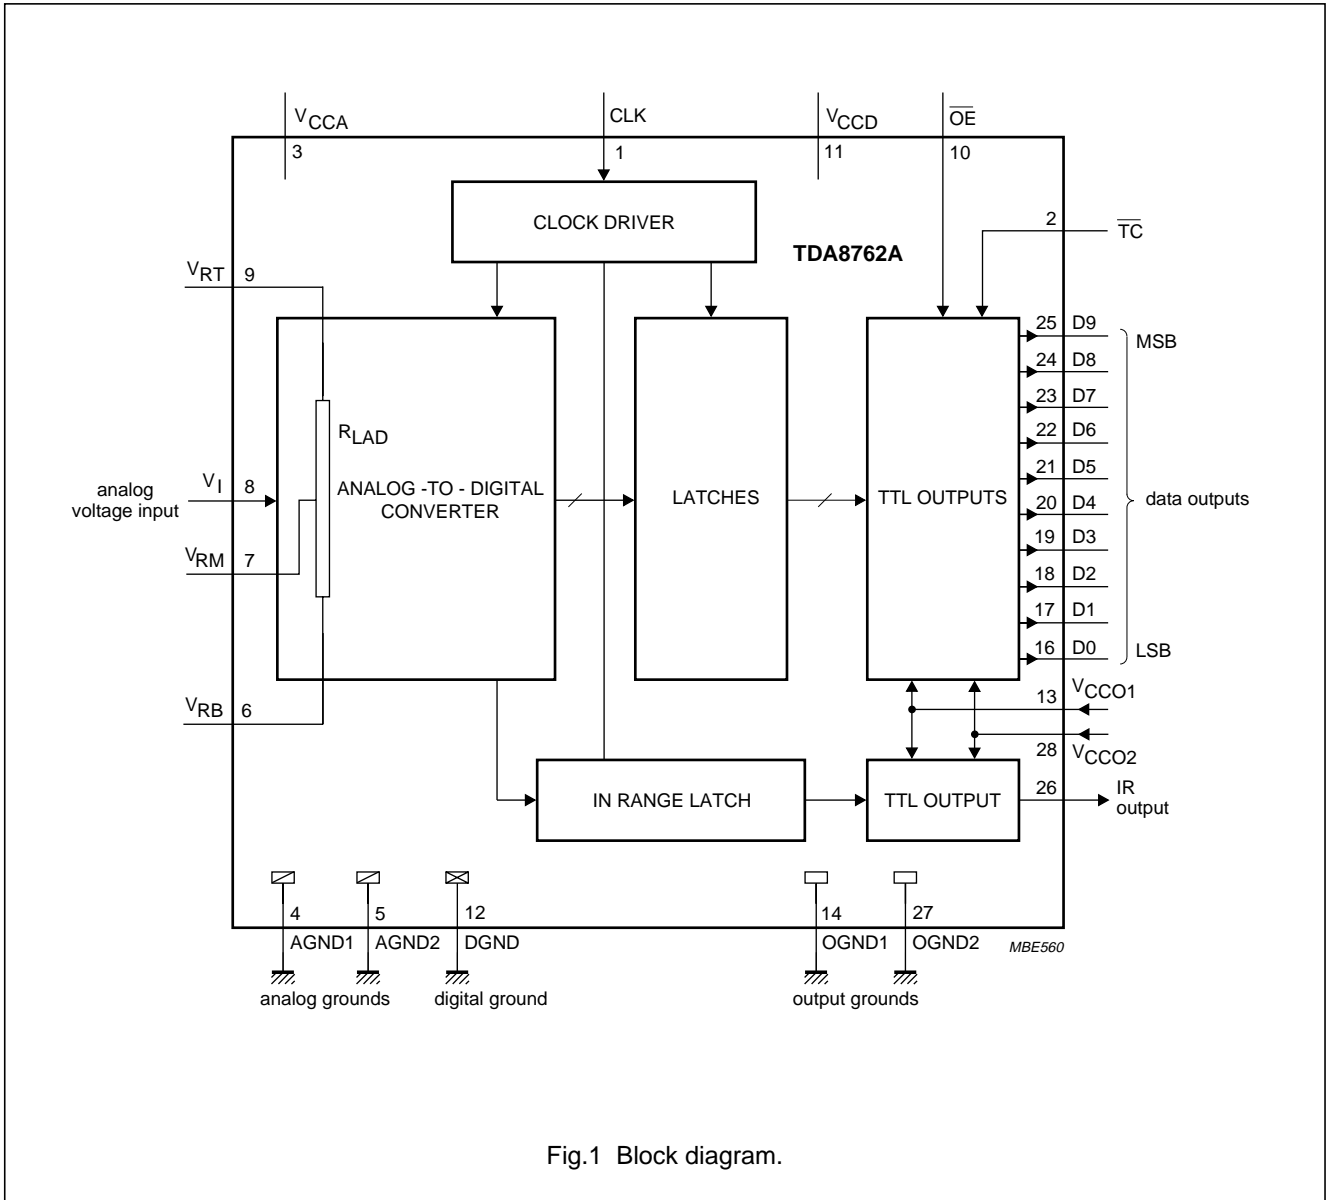 VCCA CLK VCCD OE
3 1 11 10
CLOCK DRIVER
2 TC
TDA8762A
VRT 9
25 D9 MSB
24 D8
23 D7
RLAD
22 D6
21 D5
analog
voltage input
VI 8
ANALOG -TO - DIGITAL
CONVERTER
LATCHES
TTL OUTPUTS
data outputs
20 D4
19 D3
VRM 7
18 D2
17 D1
16 D0 LSB
VRB 6
13 VCCO1
28 VCCO2
IN RANGE LATCH
TTL OUTPUT
26 IR
output
4 5 12 14 27
AGND1 AGND2 DGND OGND1 OGND2
MBE560
analog grounds digital ground output grounds
Fig.1 Block diagram.